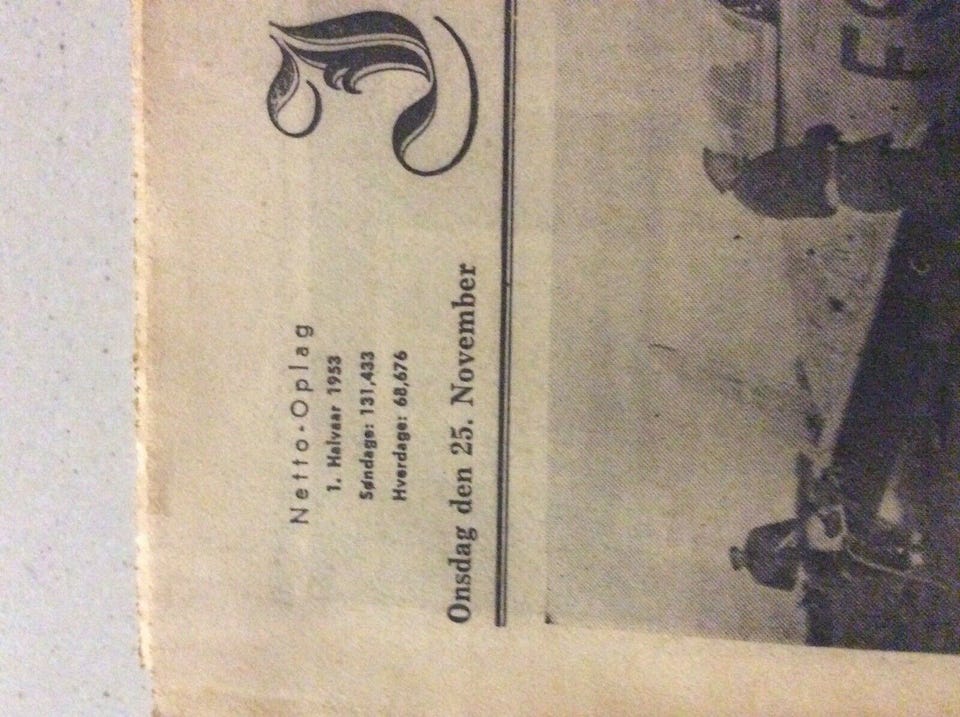 Netto-Oplag
1. Halvaar 1953
Søndage: 131,433
Hverdage: 68,676
Onsdag den 25. November
J